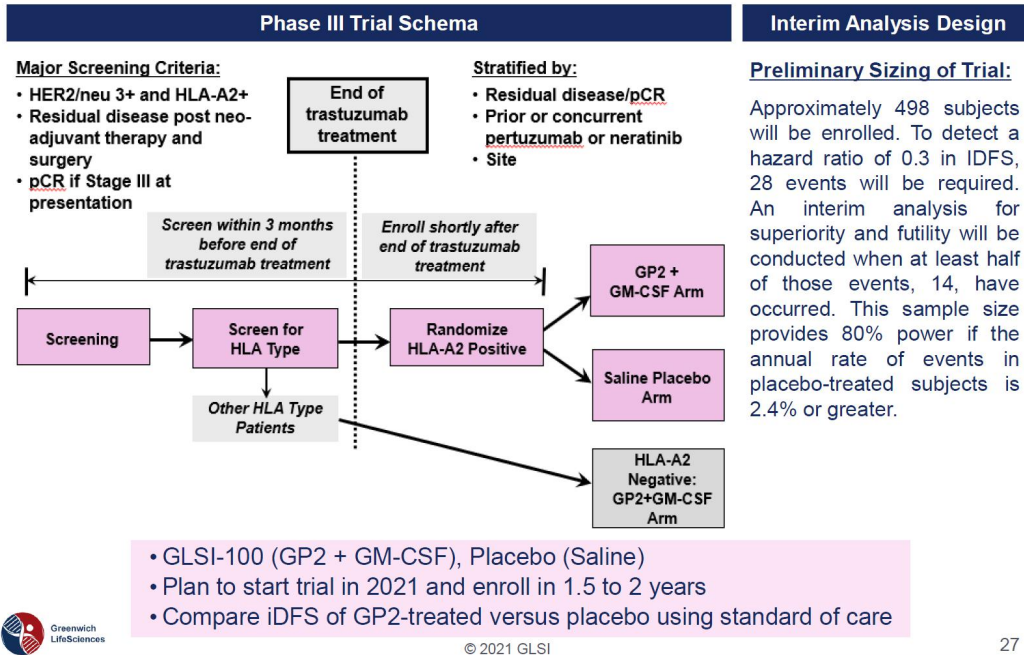 Phase III Trial Schema
Interim Analysis Design
Major Screening Criteria:
• HER2/neu 3+ and HLA-A2+
• Residual disease post neo-
adjuvant therapy and
surgery
• pCR if Stage III at
presentation
End of
trastuzumab
treatment
Stratified by:
• Residual disease/pCR
• Prior or concurrent
pertuzumab or neratinib
• Site
Screen within 3 months
before end of
trastuzumab treatment
Enroll shortly after
end of trastuzumab
treatment
Screening
Screen for
HLA Type
Randomize
HLA-A2 Positive
GP2 +
GM-CSF Arm
Saline Placebo
Arm
Other HLA Type
Patients
HLA-A2
Negative:
GP2+GM-CSF
Arm
Preliminary Sizing of Trial:
Approximately 498 subjects
will be enrolled. To detect a
hazard ratio of 0.3 in IDFS,
28 events will be required.
An interim analysis for
superiority and futility will be
conducted when at least half
of those events, 14, have
occurred. This sample size
provides 80% power if the
annual rate of events in
placebo-treated subjects is
2.4% or greater.
• GLSI-100 (GP2 + GM-CSF), Placebo (Saline)
• Plan to start trial in 2021 and enroll in 1.5 to 2 years
• Compare iDFS of GP2-treated versus placebo using standard of care
Greenwich
LifeSciences
© 2021 GLSI
27